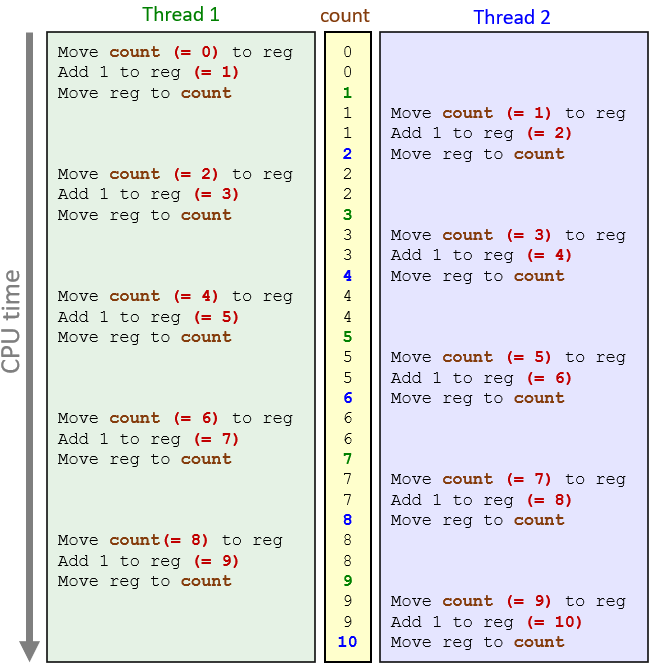 Thread 1 count Thread 2
Move count (= 0) to reg 0
Add 1 to reg (= 1) 0
Move reg to count 1
1 Move count (= 1) to reg
1 Add 1 to reg (= 2)
2 Move reg to count
Move count (= 2) to reg 2
Add 1 to reg (= 3) 2
Move reg to count 3
3 Move count (= 3) to reg
3 Add 1 to reg (= 4)
4 Move reg to count
Move count (= 4) to reg 4
Add 1 to reg (= 5) 4
Move reg to count 5
5 Move count (= 5) to reg
5 Add 1 to reg (= 6)
6 Move reg to count
Move count (= 6) to reg 6
Add 1 to reg (= 7) 6
Move reg to count 7
7 Move count (= 7) to reg
7 Add 1 to reg (= 8)
8 Move reg to count
Move count(= 8) to reg 8
Add 1 to reg (= 9) 8
Move reg to count 9
9 Move count (= 9) to reg
9 Add 1 to reg (= 10)
10 Move reg to count
CPU time